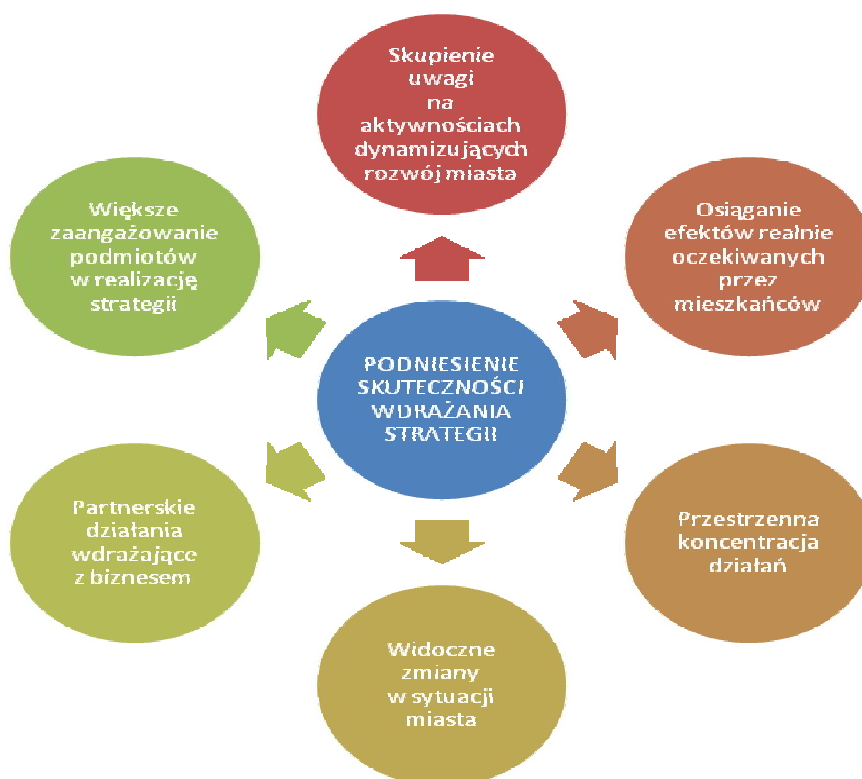 Skupienie
uwagi
na
aktywnościach
dynamizujących
rozwój miasta
Osiąganie
efektów realnie
oczekiwanych
przez
mieszkańców
Przestrzenna
koncentracja
działań
Widoczne
zmiany
w sytuacji
miasta
Partnerskie
działania
wdrażające
z biznesem
Większe
zaangażowanie
podmiotów
w realizację
strategii
PODNIESIENIE
SKUTECZNOŚCI
WDRAŻANIA
STRATEGII